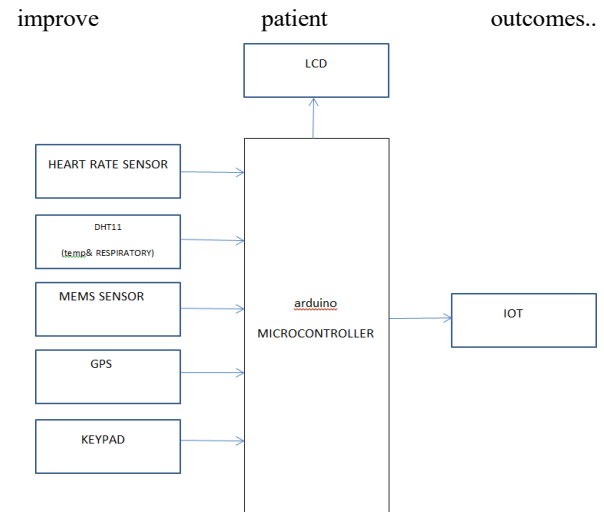 improve patient outcomes..
LCD
HEART RATE SENSOR
DHT11
(temp& RESPIRATORY)
MEMS SENSOR
GPS
KEYPAD
arduino
MICROCONTROLLER
IOT